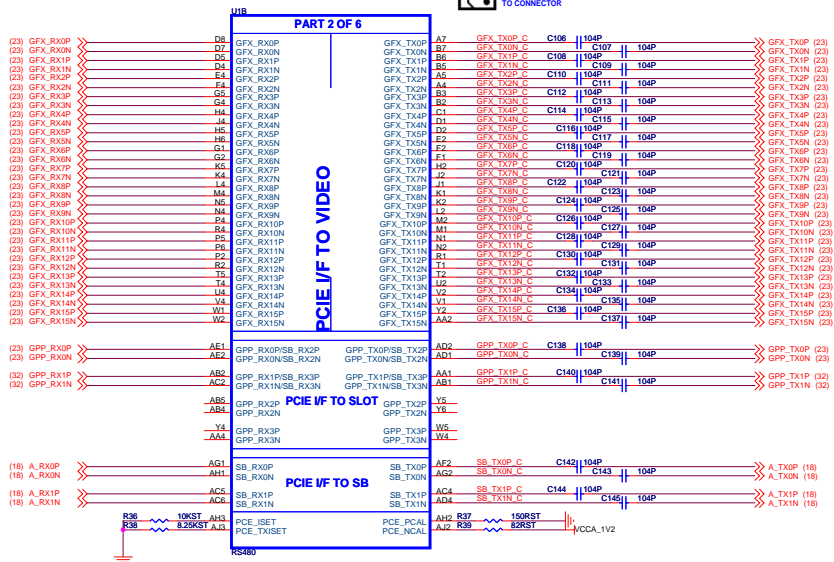 TO CONNECTOR
U1B
PART 2 OF 6
(23) GFX_RX0P D8 GFX_RX0P GFX_TX0P A7 GFX_TX0P_C C106 104P GFX_TX0P (23)
(23) GFX_RX0N D7 GFX_RX0N GFX_TX0N B7 GFX_TX0N_C C107 104P GFX_TX0N (23)
(23) GFX_RX1P D5 GFX_RX1P GFX_TX1P B6 GFX_TX1P_C C108 104P GFX_TX1P (23)
(23) GFX_RX1N D4 GFX_RX1N GFX_TX1N B5 GFX_TX1N_C C109 104P GFX_TX1N (23)
(23) GFX_RX2P E4 GFX_RX2P GFX_TX2P A5 GFX_TX2P_C C110 104P GFX_TX2P (23)
(23) GFX_RX2N F4 GFX_RX2N GFX_TX2N A4 GFX_TX2N_C C111 104P GFX_TX2N (23)
(23) GFX_RX3P G5 GFX_RX3P GFX_TX3P B3 GFX_TX3P_C C112 104P GFX_TX3P (23)
(23) GFX_RX3N G4 GFX_RX3N GFX_TX3N B2 GFX_TX3N_C C113 104P GFX_TX3N (23)
(23) GFX_RX4P H4 GFX_RX4P GFX_TX4P C1 GFX_TX4P_C C114 104P GFX_TX4P (23)
(23) GFX_RX4N J4 GFX_RX4N GFX_TX4N D1 GFX_TX4N_C C115 104P GFX_TX4N (23)
(23) GFX_RX5P H5 GFX_RX5P GFX_TX5P D2 GFX_TX5P_C C116 104P GFX_TX5P (23)
(23) GFX_RX5N H6 GFX_RX5N GFX_TX5N E2 GFX_TX5N_C C117 104P GFX_TX5N (23)
(23) GFX_RX6P G1 GFX_RX6P GFX_TX6P F2 GFX_TX6P_C C118 104P GFX_TX6P (23)
(23) GFX_RX6N G2 GFX_RX6N GFX_TX6N F1 GFX_TX6N_C C119 104P GFX_TX6N (23)
(23) GFX_RX7P K5 GFX_RX7P GFX_TX7P H2 GFX_TX7P_C C120 104P GFX_TX7P (23)
(23) GFX_RX7N K4 GFX_RX7N GFX_TX7N J2 GFX_TX7N_C C121 104P GFX_TX7N (23)
(23) GFX_RX8P L4 GFX_RX8P GFX_TX8P J1 GFX_TX8P_C C122 104P GFX_TX8P (23)
(23) GFX_RX8N M4 GFX_RX8N GFX_TX8N K1 GFX_TX8N_C C123 104P GFX_TX8N (23)
(23) GFX_RX9P N5 GFX_RX9P GFX_TX9P K2 GFX_TX9P_C C124 104P GFX_TX9P (23)
(23) GFX_RX9N N4 GFX_RX9N GFX_TX9N L2 GFX_TX9N_C C125 104P GFX_TX9N (23)
(23) GFX_RX10P P4 GFX_RX10P GFX_TX10P M2 GFX_TX10P_C C126 104P GFX_TX10P (23)
(23) GFX_RX10N R4 GFX_RX10N GFX_TX10N M1 GFX_TX10N_C C127 104P GFX_TX10N (23)
(23) GFX_RX11P P5 GFX_RX11P GFX_TX11P N1 GFX_TX11P_C C128 104P GFX_TX11P (23)
(23) GFX_RX11N P6 GFX_RX11N GFX_TX11N N2 GFX_TX11N_C C129 104P GFX_TX11N (23)
(23) GFX_RX12P P2 GFX_RX12P GFX_TX12P R1 GFX_TX12P_C C130 104P GFX_TX12P (23)
(23) GFX_RX12N R2 GFX_RX12N GFX_TX12N T1 GFX_TX12N_C C131 104P GFX_TX12N (23)
(23) GFX_RX13P T5 GFX_RX13P GFX_TX13P T2 GFX_TX13P_C C132 104P GFX_TX13P (23)
(23) GFX_RX13N T4 GFX_RX13N GFX_TX13N U2 GFX_TX13N_C C133 104P GFX_TX13N (23)
(23) GFX_RX14P U4 GFX_RX14P GFX_TX14P V2 GFX_TX14P_C C134 104P GFX_TX14P (23)
(23) GFX_RX14N V4 GFX_RX14N GFX_TX14N V1 GFX_TX14N_C C135 104P GFX_TX14N (23)
(23) GFX_RX15P W1 GFX_RX15P GFX_TX15P Y2 GFX_TX15P_C C136 104P GFX_TX15P (23)
(23) GFX_RX15N W2 GFX_RX15N GFX_TX15N AA2 GFX_TX15N_C C137 104P GFX_TX15N (23)
PCIE I/F TO VIDEO
(23) GPP_RX0P AE1 GPP_RX0P/SB_RX2P GPP_TX0P/SB_TX2P AD2 GPP_TX0P_C C138 104P GPP_TX0P (23)
(23) GPP_RX0N AE2 GPP_RX0N/SB_RX2N GPP_TX0N/SB_TX2N AD1 GPP_TX0N_C C139 104P GPP_TX0N (23)
(32) GPP_RX1P AB2 GPP_RX1P/SB_RX3P GPP_TX1P/SB_TX3P AA1 GPP_TX1P_C C140 104P GPP_TX1P (32)
(32) GPP_RX1N AC2 GPP_RX1N/SB_RX3N GPP_TX1N/SB_TX3N AB1 GPP_TX1N_C C141 104P GPP_TX1N (32)
AB5 GPP_RX2P PCIE I/F TO SLOT GPP_TX2P Y5
AB4 GPP_RX2N GPP_TX2N Y6
Y4 GPP_RX3P GPP_TX3P W5
AA4 GPP_RX3N GPP_TX3N W4
(18) A_RX0P AG1 SB_RX0P SB_TX0P AF2 SB_TX0P_C C142 104P A_TX0P (18)
(18) A_RX0N AH1 SB_RX0N SB_TX0N AG2 SB_TX0N_C C143 104P A_TX0N (18)
PCIE I/F TO SB
(18) A_RX1P AC5 SB_RX1P SB_TX1P AC4 SB_TX1P_C C144 104P A_TX1P (18)
(18) A_RX1N AC6 SB_RX1N SB_TX1N AD4 SB_TX1N_C C145 104P A_TX1N (18)
R36 10KST AH3 PCE_ISET PCE_PCAL AH2 R37 150RST
R38 8.25KST AJ3 PCE_TXISET PCE_NCAL AJ2 R39 82RST VCCA_1V2
RS480